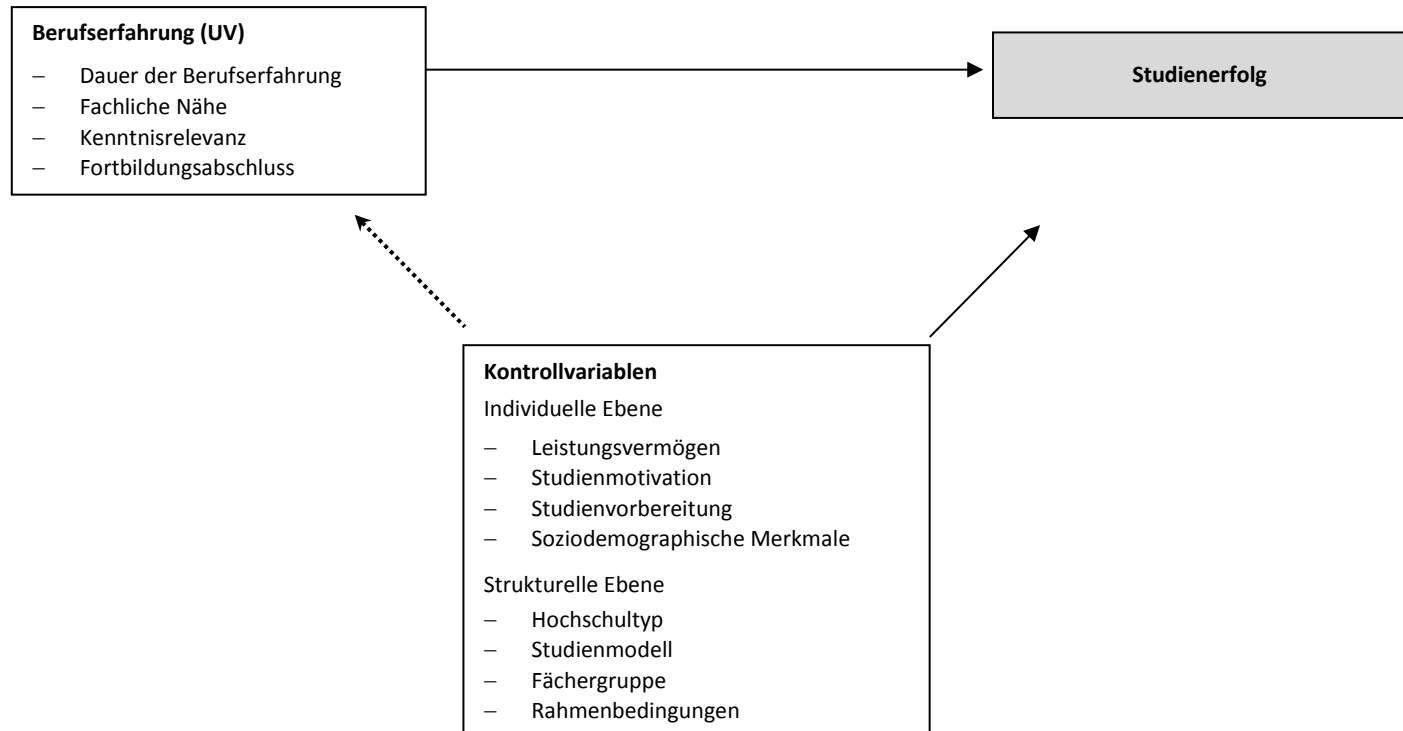 Berufserfahrung (UV)
– Dauer der Berufserfahrung
– Fachliche Nähe
– Kenntnisrelevanz
– Fortbildungsabschluss
Studienerfolg
Kontrollvariablen
Individuelle Ebene
– Leistungsvermögen
– Studienmotivation
– Studienvorbereitung
– Soziodemographische Merkmale
Strukturelle Ebene
– Hochschultyp
– Studienmodell
– Fächergruppe
– Rahmenbedingungen